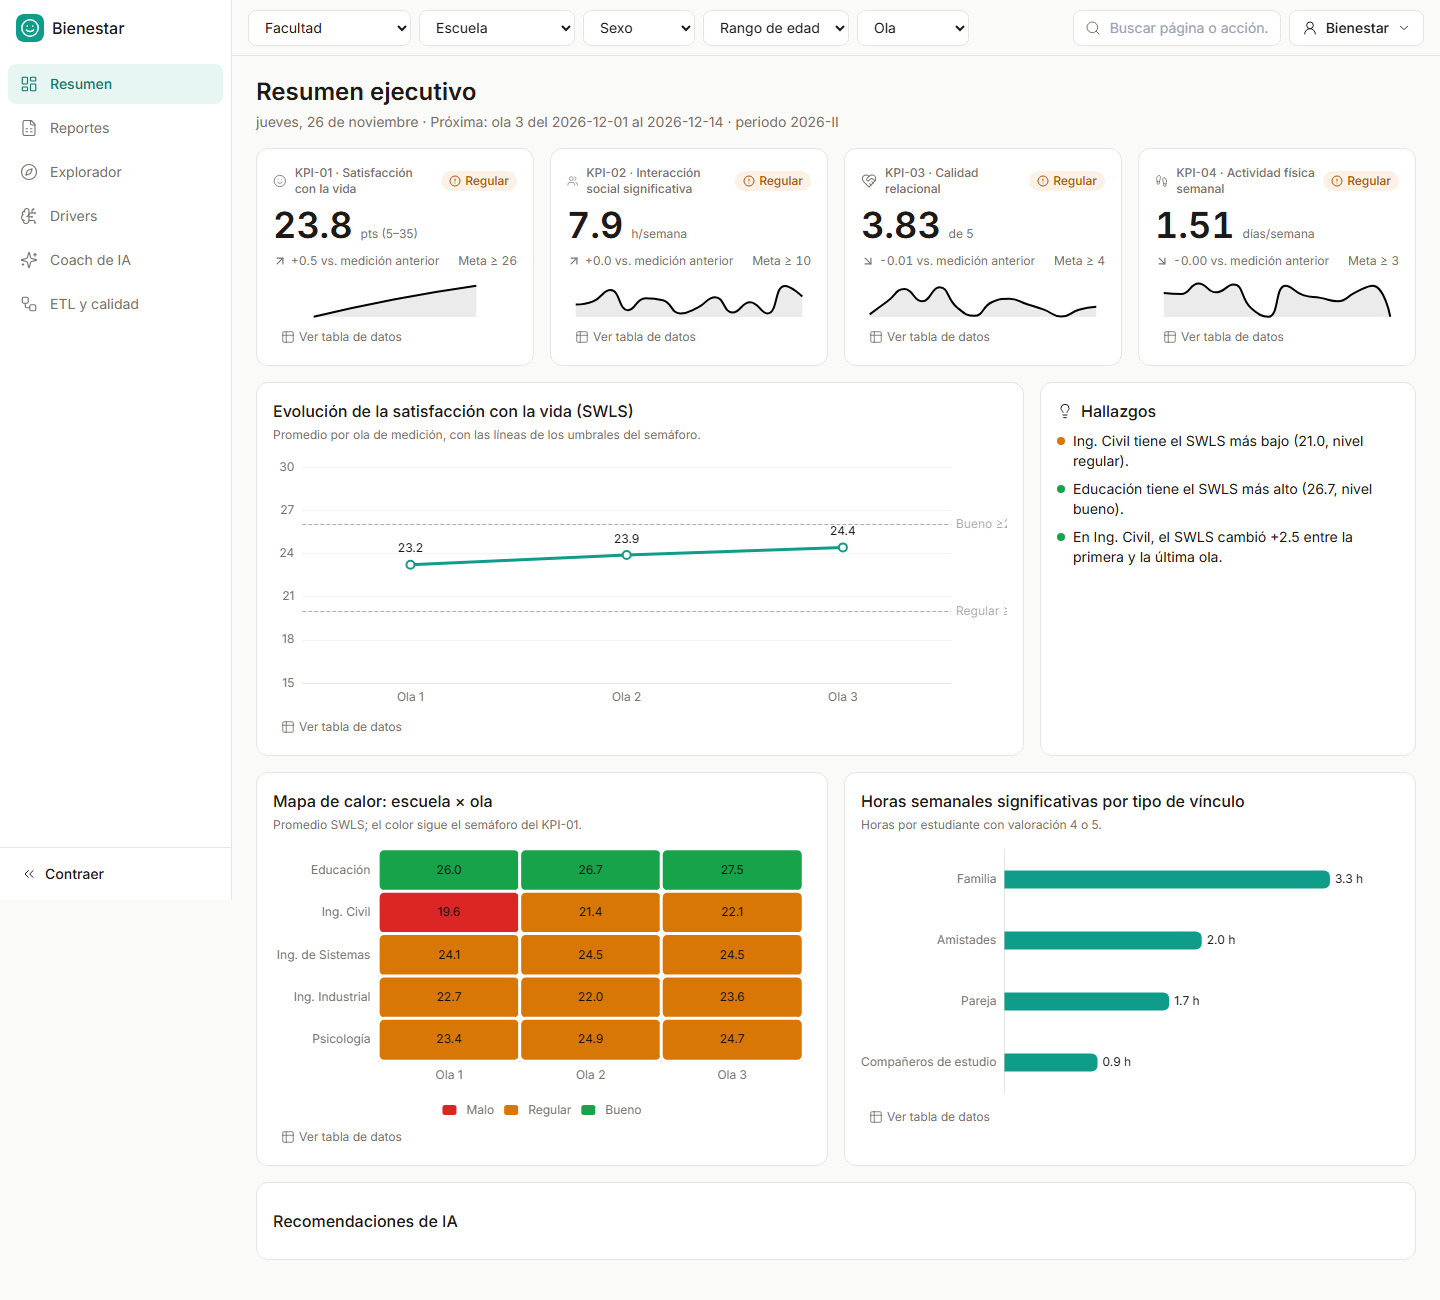 Bienestar
Facultad
Escuela
Sexo
Rango de edad
Ola
Buscar página o acción.
Bienestar
Resumen
Reportes
Explorador
Drivers
Coach de IA
ETL y calidad
Contraer
Resumen ejecutivo
jueves, 26 de noviembre · Próxima: ola 3 del 2026-12-01 al 2026-12-14 · periodo 2026-II
KPI-01 · Satisfacción
con la vida
Regular
23.8 pts (5–35)
+0.5 vs. medición anterior
Meta ≥ 26
Ver tabla de datos
KPI-02 · Interacción
social significativa
Regular
7.9 h/semana
+0.0 vs. medición anterior
Meta ≥ 10
Ver tabla de datos
KPI-03 · Calidad
relacional
Regular
3.83 de 5
-0.01 vs. medición anterior
Meta ≥ 4
Ver tabla de datos
KPI-04 · Actividad física
semanal
Regular
1.51 días/semana
-0.00 vs. medición anterior
Meta ≥ 3
Ver tabla de datos
Evolución de la satisfacción con la vida (SWLS)
Promedio por ola de medición, con las líneas de los umbrales del semáforo.
30
27
24
21
18
15
23.2
23.9
24.4
Bueno ≥
Regular ≥
Ola 1
Ola 2
Ola 3
Ver tabla de datos
Hallazgos
Ing. Civil tiene el SWLS más bajo (21.0, nivel
regular).
Educación tiene el SWLS más alto (26.7, nivel
bueno).
En Ing. Civil, el SWLS cambió +2.5 entre la
primera y la última ola.
Mapa de calor: escuela × ola
Promedio SWLS; el color sigue el semáforo del KPI-01.
Educación 26.0 26.7 27.5
Ing. Civil 19.6 21.4 22.1
Ing. de Sistemas 24.1 24.5 24.5
Ing. Industrial 22.7 22.0 23.6
Psicología 23.4 24.9 24.7
Ola 1 Ola 2 Ola 3
Malo Regular Bueno
Ver tabla de datos
Horas semanales significativas por tipo de vínculo
Horas por estudiante con valoración 4 o 5.
Familia 3.3 h
Amistades 2.0 h
Pareja 1.7 h
Compañeros de estudio 0.9 h
Ver tabla de datos
Recomendaciones de IA